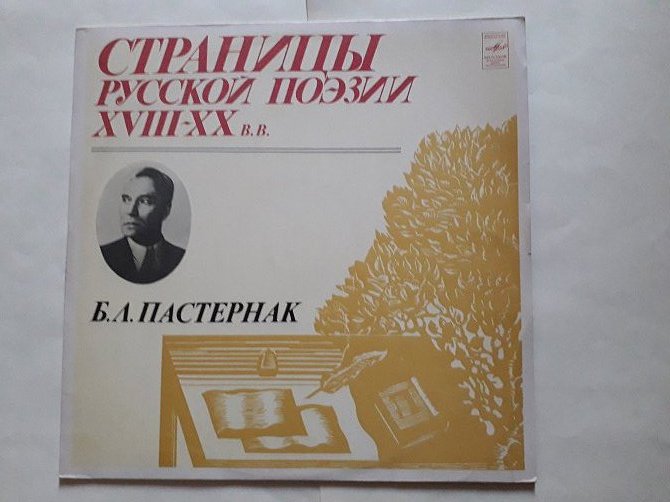 СТРАНИЦЫ
РУССКОЙ ПОЭЗИИ
XVIII-XX В.В.
Б.Л. ПАСТЕРНАК